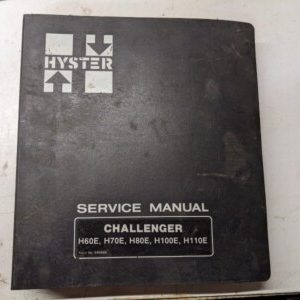 HYSTER
SERVICE MANUAL
CHALLENGER
H60E, H70E, H80E, H100E, H110E